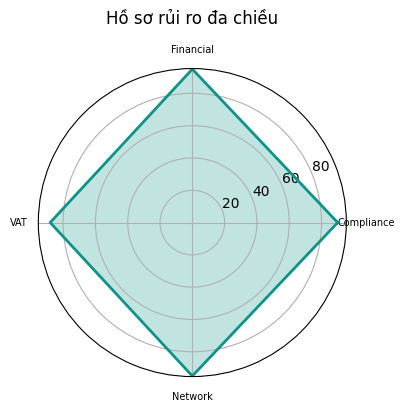 Hồ sơ rủi ro đa chiều
Financial
80
60
40
20
VAT
Compliance
Network